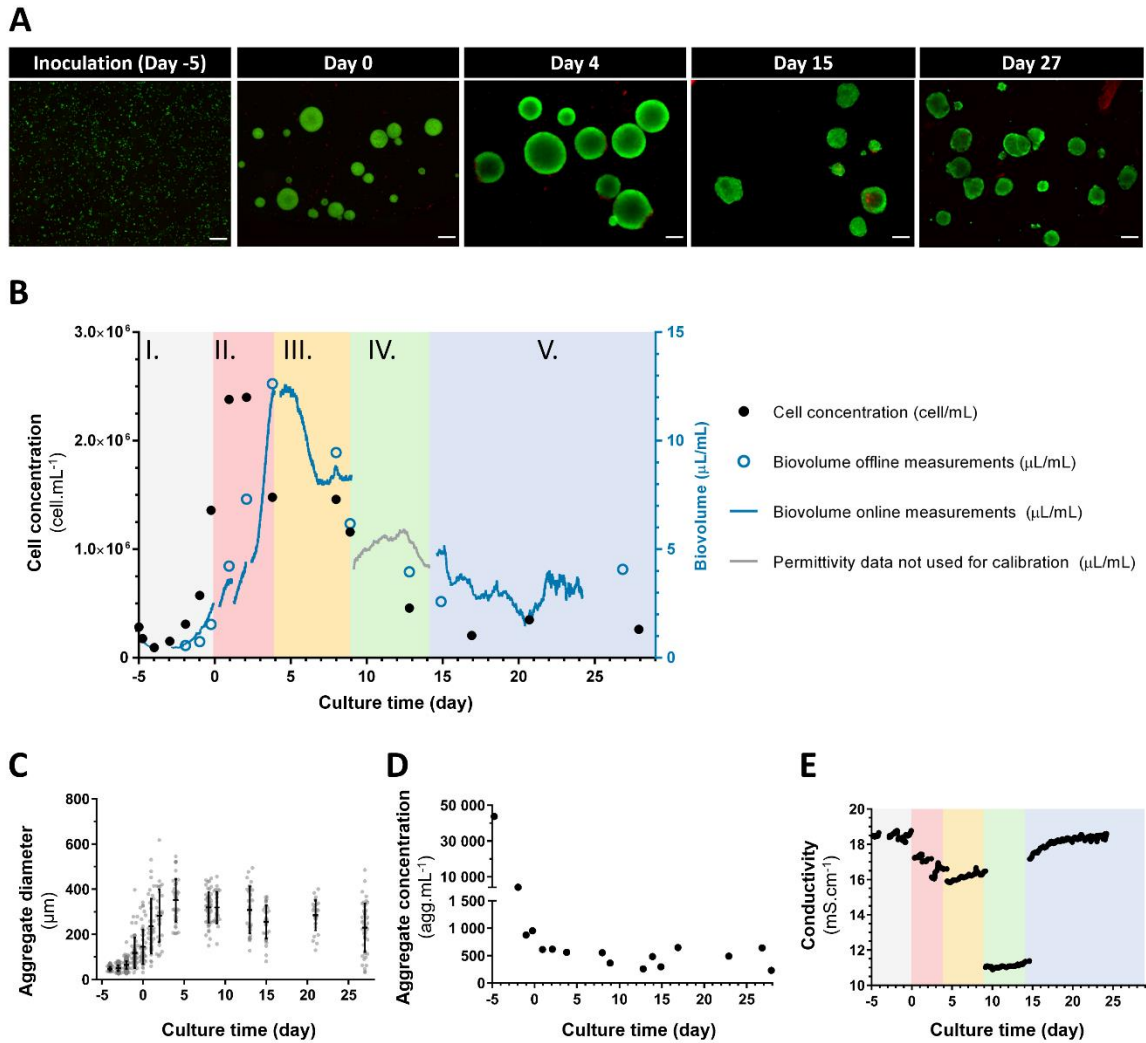 A
Inoculation (Day -5)
Day 0
Day 4
Day 15
Day 27
B
3.0×10⁶
2.0×10⁶
1.0×10⁶
0
Cell concentration
(cell.mL⁻¹)
I.
II.
III.
IV.
V.
15
10
5
0
Biovolume (µL/mL)
-5
0
5
10
15
20
25
Culture time (day)
Cell concentration (cell/mL)
Biovolume offline measurements (µL/mL)
Biovolume online measurements (µL/mL)
Permittivity data not used for calibration (µL/mL)
C
800
600
400
200
0
Aggregate diameter
(µm)
-5
0
5
10
15
20
25
Culture time (day)
D
50 000
30 000
10 000
1 500
1 000
500
0
Aggregate concentration
(agg.mL⁻¹)
-5
0
5
10
15
20
25
Culture time (day)
E
20
19
18
16
14
12
10
Conductivity
(mS.cm⁻¹)
-5
0
5
10
15
20
25
Culture time (day)